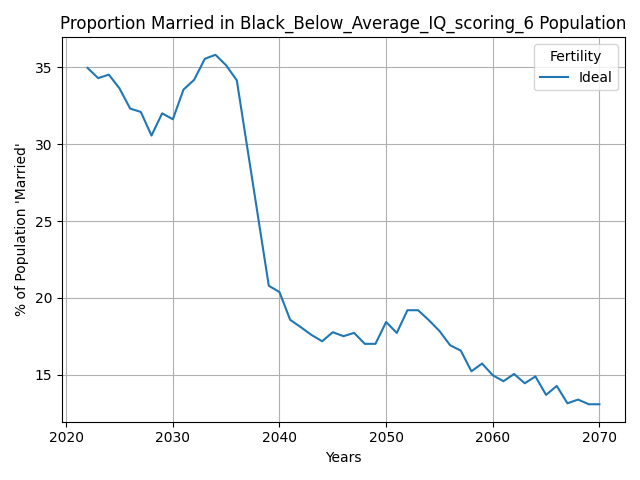 Proportion Married in Black_Below_Average_IQ_scoring_6 Population
Fertility
Ideal
% of Population 'Married'
35
30
25
20
15
2020 2030 2040 2050 2060 2070
Years